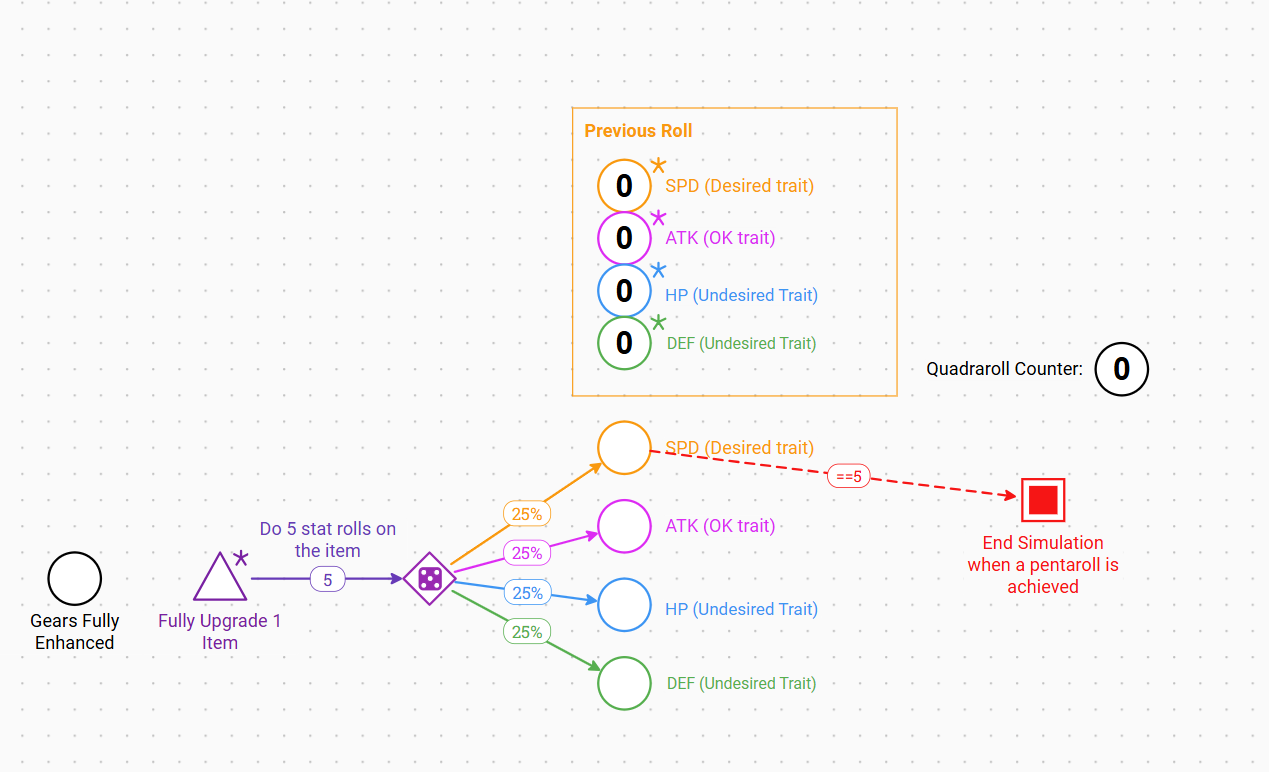 Previous Roll
0
SPD (Desired trait)
0
ATK (OK trait)
0
HP (Undesired Trait)
0
DEF (Undesired Trait)
Quadraroll Counter:
0
SPD (Desired trait)
==5
25%
ATK (OK trait)
Do 5 stat rolls on
the item
25%
End Simulation
when a pentaroll is
achieved
5
25%
HP (Undesired Trait)
Gears Fully
Enhanced
Fully Upgrade 1
Item
25%
DEF (Undesired Trait)